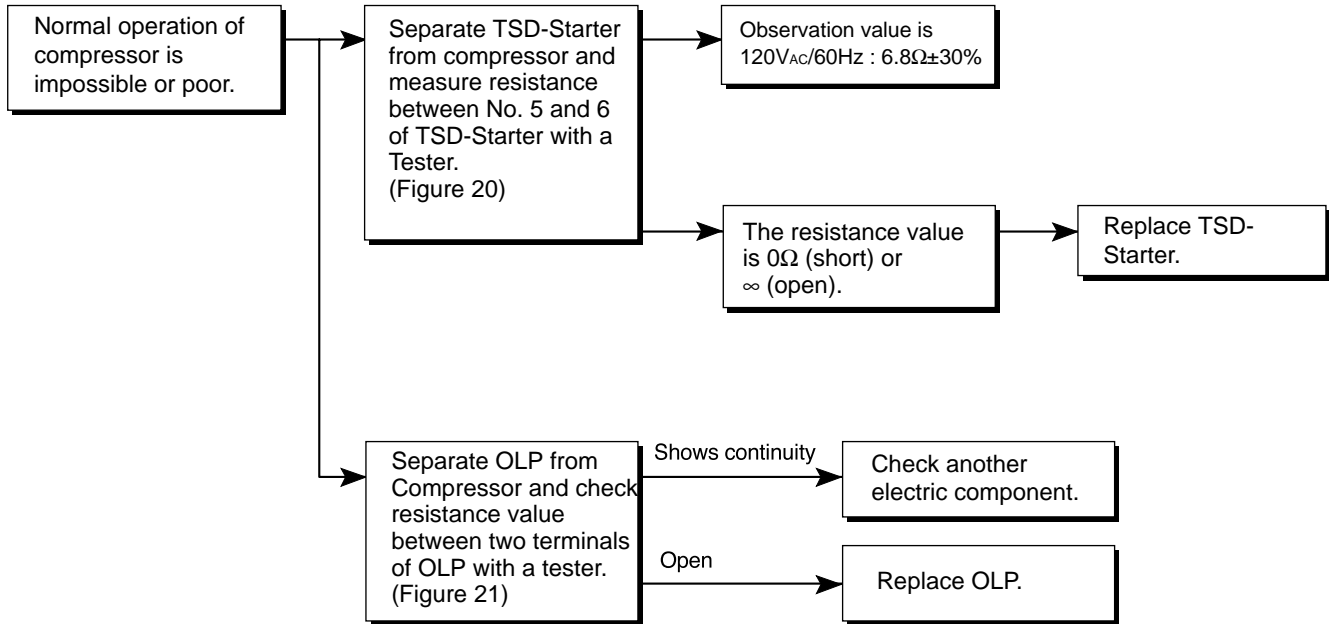 Normal operation of
compressor is
impossible or poor.
Separate TSD-Starter
from compressor and
measure resistance
between No. 5 and 6
of TSD-Starter with a
Tester.
(Figure 20)
Observation value is
120VAC/60Hz : 6.8Ω±30%
The resistance value
is 0Ω (short) or
∞ (open).
Replace TSD-
Starter.
Separate OLP from
Compressor and check
resistance value
between two terminals
of OLP with a tester.
(Figure 21)
Shows continuity
Check another
electric component.
Open
Replace OLP.